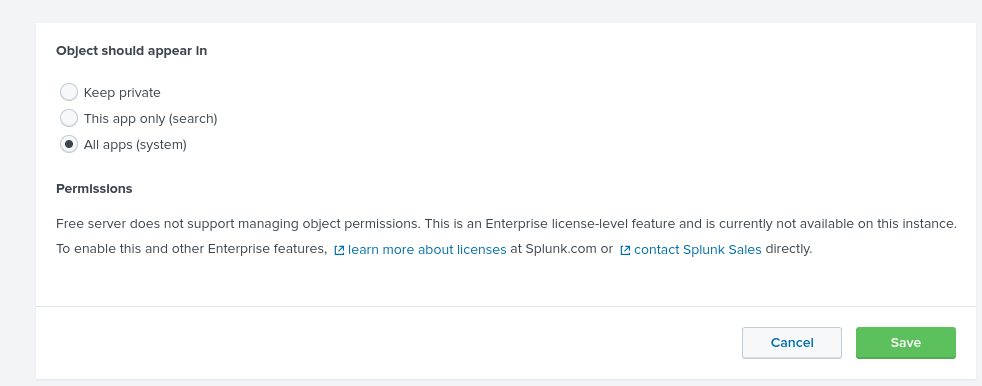 Object should appear in
Keep private
This app only (search)
All apps (system)
Permissions
Free server does not support managing object permissions. This is an Enterprise license-level feature and is currently not available on this instance.
To enable this and other Enterprise features, learn more about licenses at Splunk.com or contact Splunk Sales directly.
Cancel Save